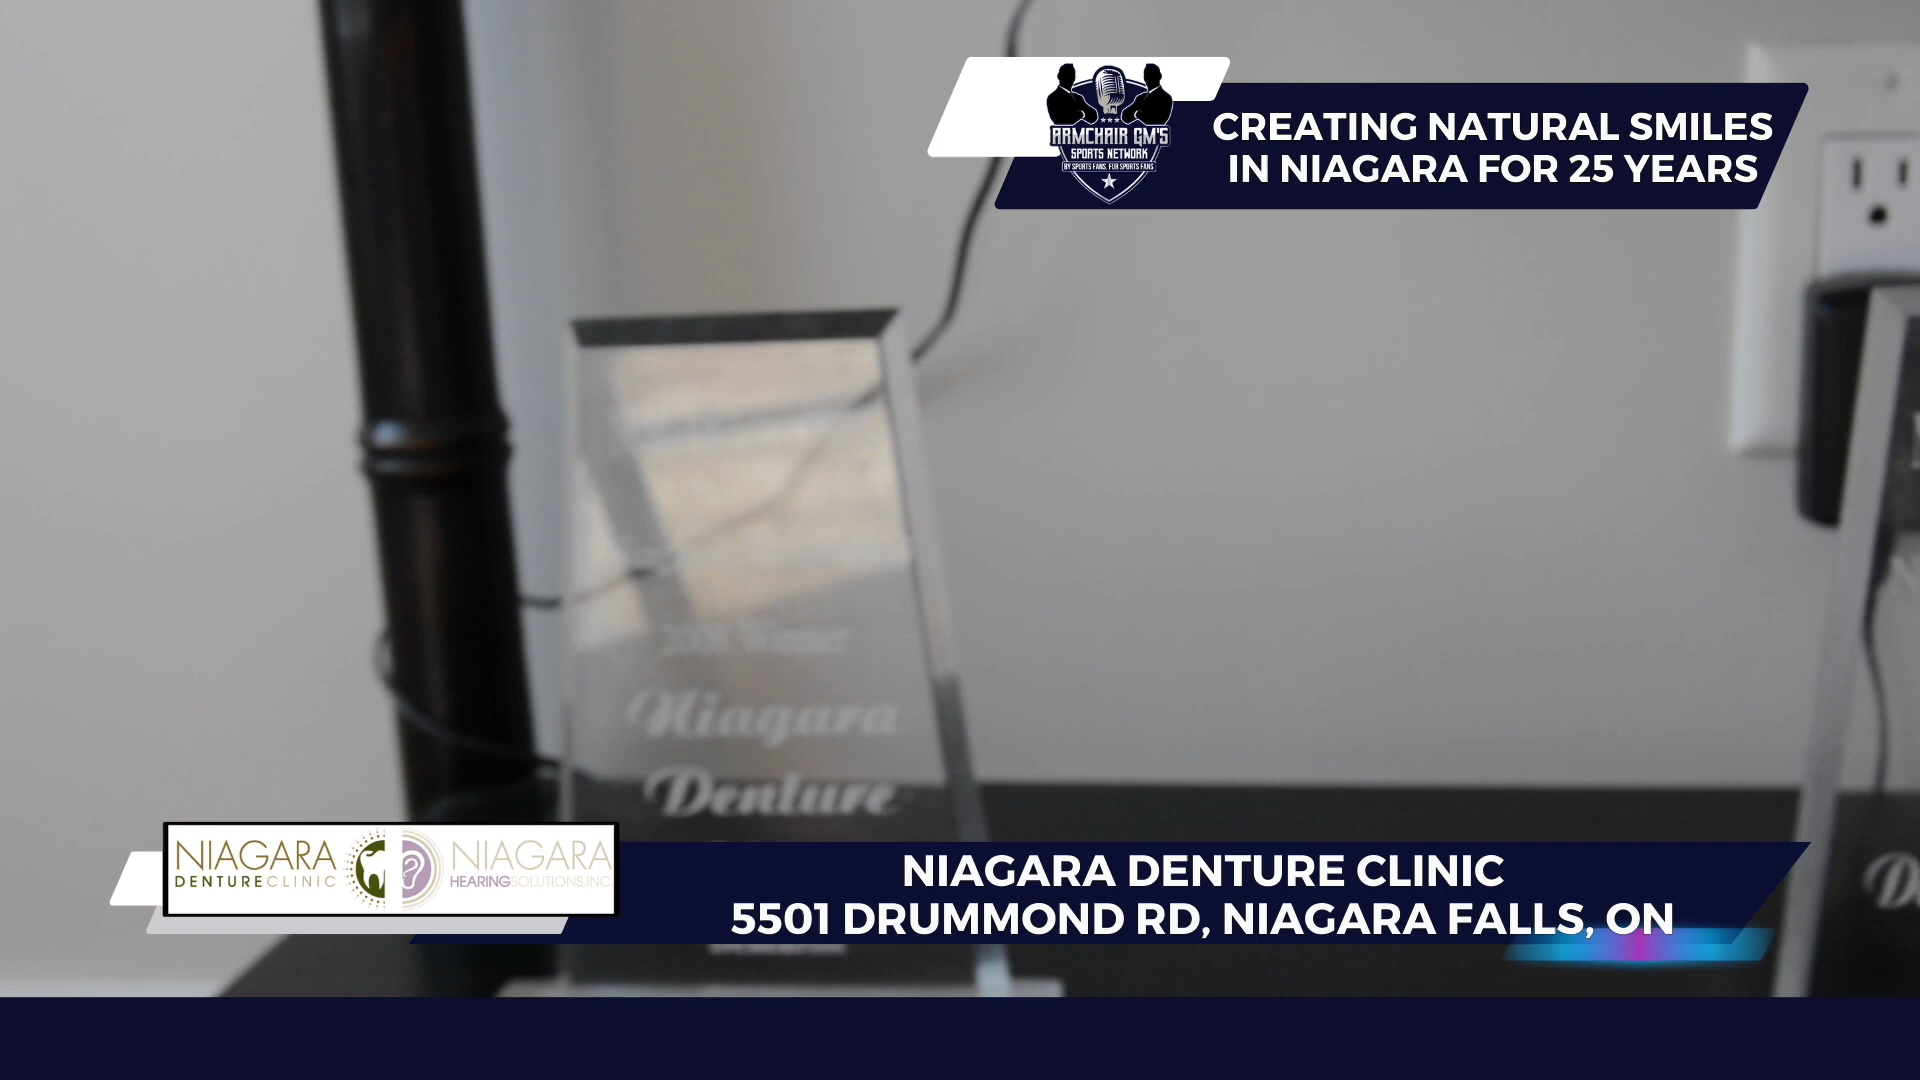 ARMCHAIR GM'S
SPORTS NETWORK
BY SPORTS FANS, FOR SPORTS FANS
CREATING NATURAL SMILES
IN NIAGARA FOR 25 YEARS
Winner
Niagara
Denture
NIAGARA
DENTURECLINIC
NIAGARA
HEARINGSOLUTIONS, INC.
NIAGARA DENTURE CLINIC
5501 DRUMMOND RD, NIAGARA FALLS, ON